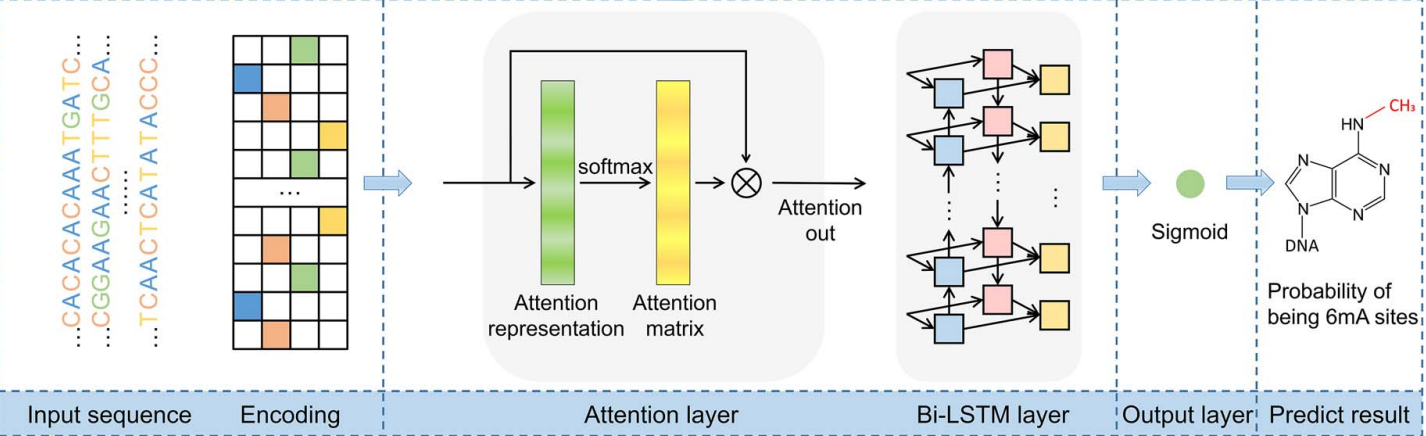 ...CACACACAAATGATC...
...CGGAAGAACTTTGCA...
......
...TCAACTCATATACCC...
...
softmax
Attention
representation
Attention
matrix
Attention
out
...
...
...
Sigmoid
CH₃
HN
N
N
N
N
DNA
Probability of
being 6mA sites
Input sequence
Encoding
Attention layer
Bi-LSTM layer
Output layer
Predict result